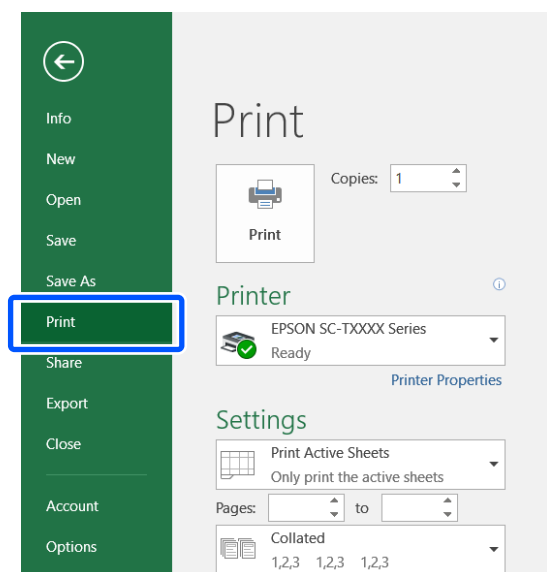 Info
New
Open
Save
Save As
Print
Share
Export
Close
Account
Options
Print
Print
Copies: 1
Printer
EPSON SC-TXXXX Series
Ready
Printer Properties
Settings
Print Active Sheets
Only print the active sheets
Pages: to
Collated
1,2,3 1,2,3 1,2,3